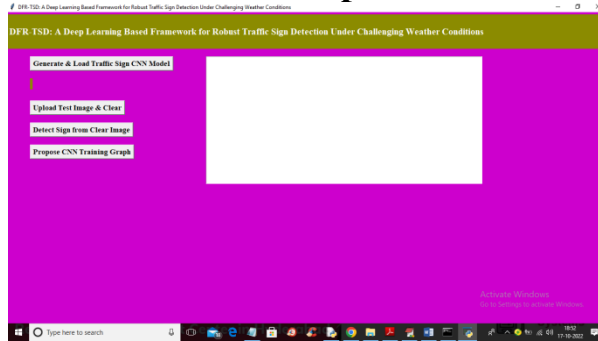 DFR-TSD: A Deep Learning Based Framework for Robust Traffic Sign Detection Under Challenging Weather Conditions
DFR-TSD: A Deep Learning Based Framework for Robust Traffic Sign Detection Under Challenging Weather Conditions
Generate & Load Traffic Sign CNN Model
Upload Test Image & Clear
Detect Sign from Clear Image
Propose CNN Training Graph
Activate Windows
Go to Settings to activate Windows.
Type here to search
18:52
17-10-2022